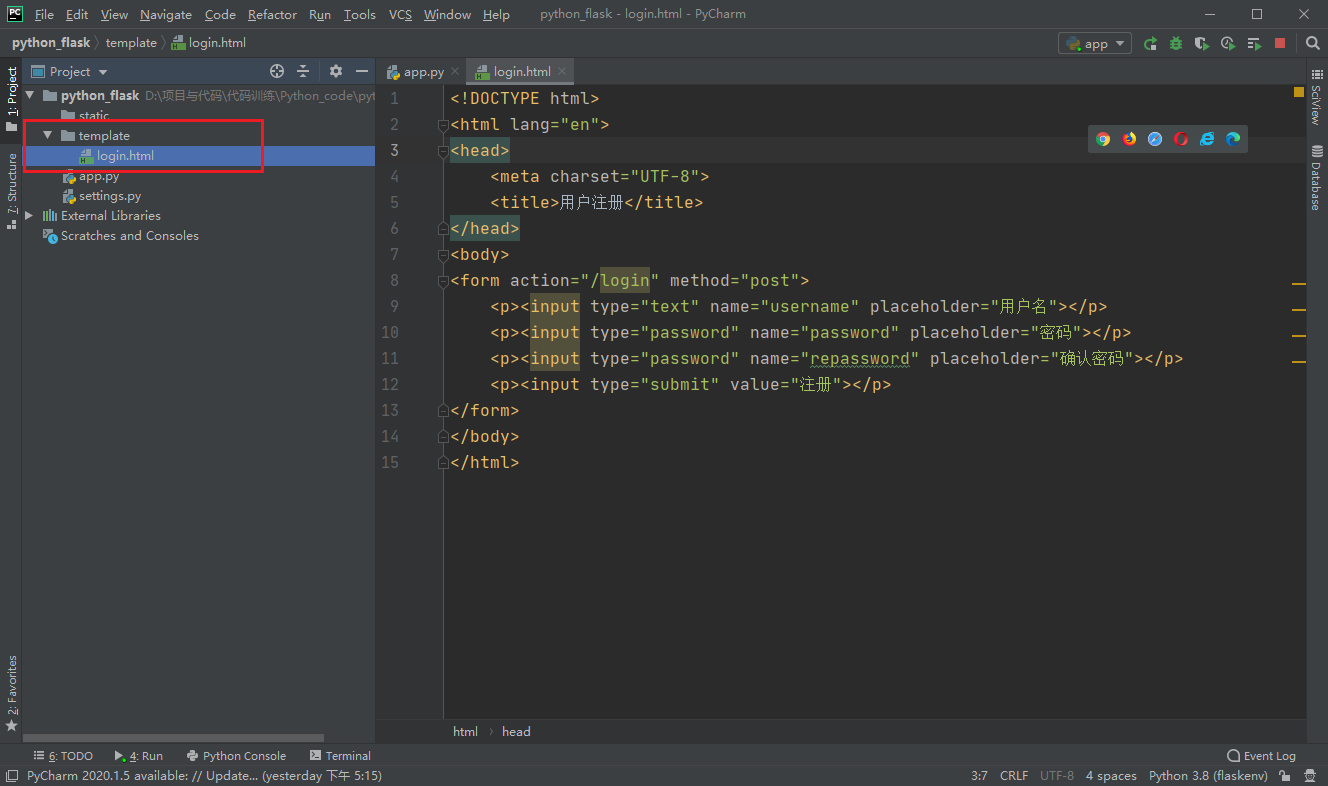 File Edit View Navigate Code Refactor Run Tools VCS Window Help python_flask - login.html - PyCharm
python_flask template login.html app
Project
app.py login.html
python_flask D:\项目与代码\代码训练\Python_code\pyt
static
template
login.html
app.py
settings.py
External Libraries
Scratches and Consoles
1: Project
7: Structure
2: Favorites
1 <!DOCTYPE html>
2 <html lang="en">
3 <head>
4 <meta charset="UTF-8">
5 <title>用户注册</title>
6 </head>
7 <body>
8 <form action="/login" method="post">
9 <p><input type="text" name="username" placeholder="用户名"></p>
10 <p><input type="password" name="password" placeholder="密码"></p>
11 <p><input type="password" name="repassword" placeholder="确认密码"></p>
12 <p><input type="submit" value="注册"></p>
13 </form>
14 </body>
15 </html>
SciView
Database
html head
6: TODO 4: Run Python Console Terminal Event Log
PyCharm 2020.1.5 available: // Update... (yesterday 下午 5:15) 3:7 CRLF UTF-8 4 spaces Python 3.8 (flaskenv)